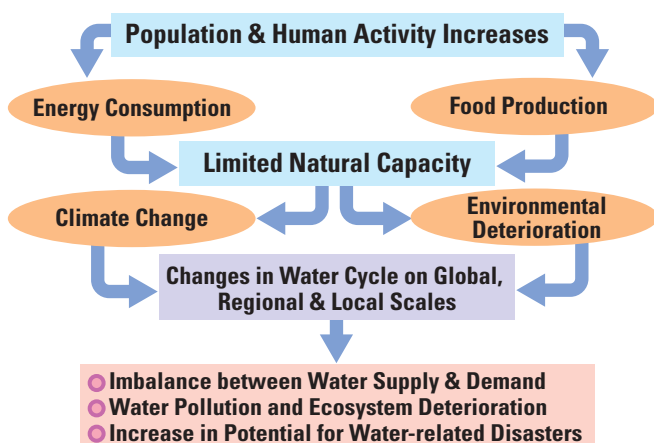 Population & Human Activity Increases
Energy Consumption
Food Production
Limited Natural Capacity
Climate Change
Environmental
Deterioration
Changes in Water Cycle on Global,
Regional & Local Scales
Imbalance between Water Supply & Demand
Water Pollution and Ecosystem Deterioration
Increase in Potential for Water-related Disasters